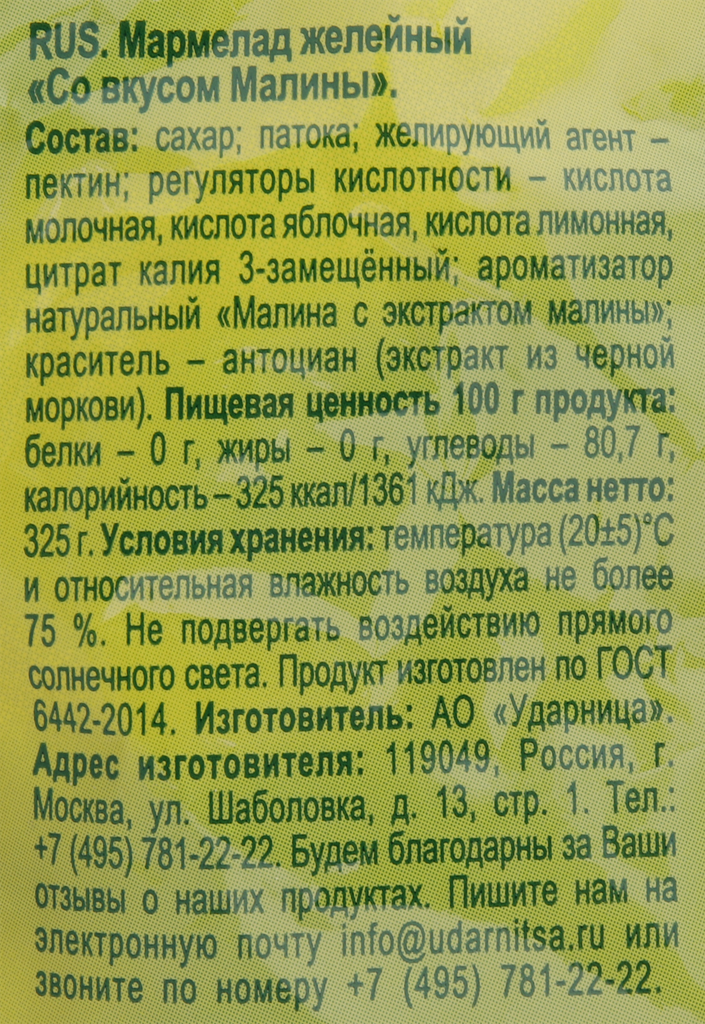 RUS. Мармелад желейный
«Со вкусом Малины».
Состав: сахар; патока; желирующий агент –
пектин; регуляторы кислотности – кислота
молочная, кислота яблочная, кислота лимонная,
цитрат калия 3-замещённый; ароматизатор
натуральный «Малина с экстрактом малины»;
краситель – антоциан (экстракт из черной
моркови). Пищевая ценность 100 г продукта:
белки – 0 г, жиры – 0 г, углеводы – 80,7 г,
калорийность – 325 ккал/1361 кДж. Масса нетто:
325 г. Условия хранения: температура (20±5)°C
и относительная влажность воздуха не более
75 %. Не подвергать воздействию прямого
солнечного света. Продукт изготовлен по ГОСТ
6442-2014. Изготовитель: АО «Ударница».
Адрес изготовителя: 119049, Россия, г.
Москва, ул. Шаболовка, д. 13, стр. 1. Тел.:
+7 (495) 781-22-22. Будем благодарны за Ваши
отзывы о наших продуктах. Пишите нам на
электронную почту info@udarnitsa.ru или
звоните по номеру +7 (495) 781-22-22.